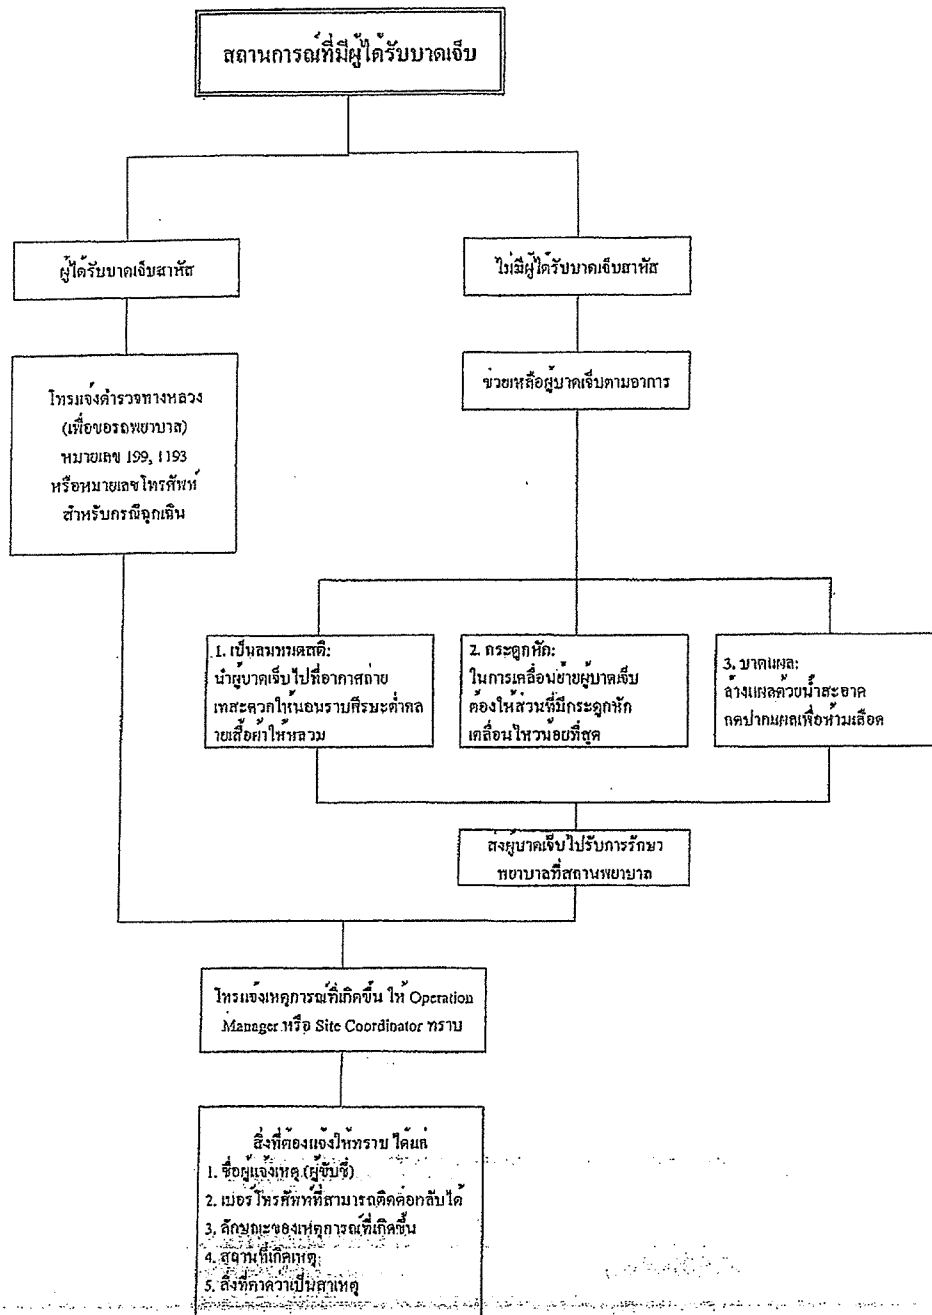 สถานการณ์ที่มีผู้ได้รับบาดเจ็บ
ผู้ได้รับบาดเจ็บสาหัส
ไม่มีผู้ได้รับบาดเจ็บสาหัส
โทรแจ้งตำรวจทางหลวง
(เพื่อขอรถพยาบาล)
หมายเลข 199, 1193
หรือหมายเลขโทรศัพท์
สำหรับกรณีฉุกเฉิน
ช่วยเหลือผู้บาดเจ็บตามอาการ
1. เป็นลมหมดสติ:
นำผู้บาดเจ็บไปที่อากาศถ่าย
เทสะดวกให้นอนราบศีรษะต่ำคล
ายเสื้อผ้าให้หลวม
2. กระดูกหัก:
ในการเคลื่อนย้ายผู้บาดเจ็บ
ต้องให้ส่วนที่มีกระดูกหัก
เคลื่อนไหวน้อยที่สุด
3. บาดแผล:
ล้างแผลด้วยน้ำสะอาด
กดปากแผลเพื่อห้ามเลือด
ส่งผู้บาดเจ็บไปรับการรักษา
พยาบาลที่สถานพยาบาล
โทรแจ้งเหตุการณ์ที่เกิดขึ้น ให้ Operation
Manager หรือ Site Coordinator ทราบ
สิ่งที่ต้องแจ้งให้ทราบ ได้แก่
1. ชื่อผู้แจ้งเหตุ (ผู้ขับขี่)
2. เบอร์โทรศัพท์ที่สามารถติดต่อกลับได้
3. ลักษณะของเหตุการณ์ที่เกิดขึ้น
4. สถานที่เกิดเหตุ
5. สิ่งที่คาดว่าเป็นสาเหตุ